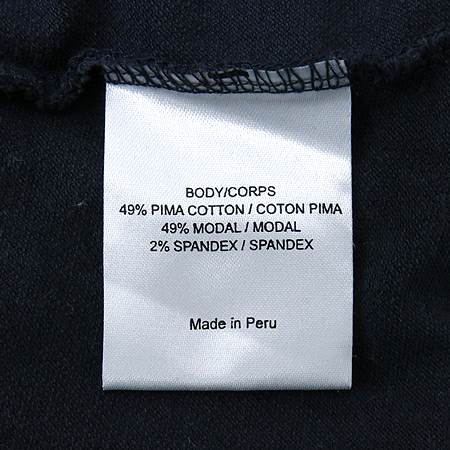 BODY/CORPS
49% PIMA COTTON / COTON PIMA
49% MODAL / MODAL
2% SPANDEX / SPANDEX
Made in Peru